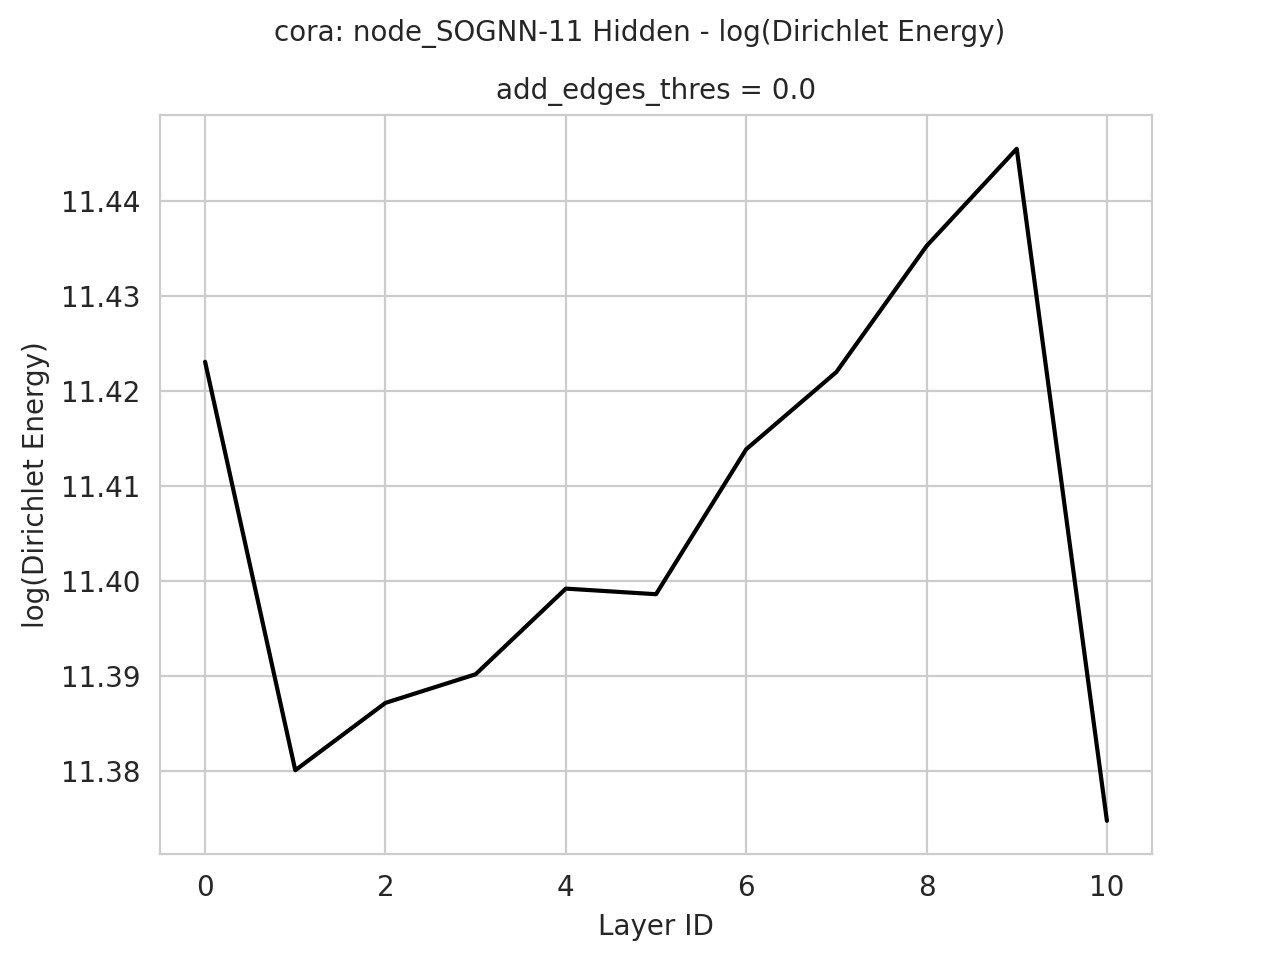 cora: node_SOGNN-11 Hidden - log(Dirichlet Energy)
add_edges_thres = 0.0
log(Dirichlet Energy)
11.44
11.43
11.42
11.41
11.40
11.39
11.38
0 2 4 6 8 10
Layer ID